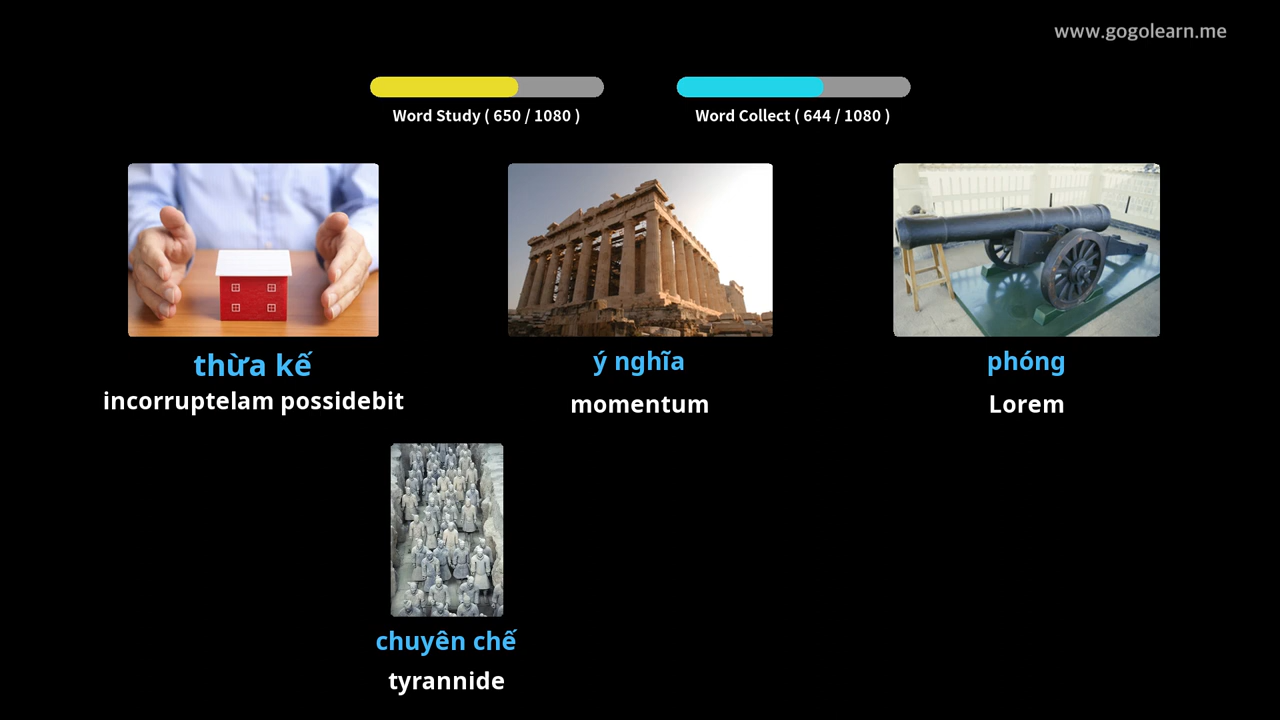 www.gogolearn.me
Word Study ( 650 / 1080 )
Word Collect ( 644 / 1080 )
thừa kế
incorruptelam possidebit
ý nghĩa
momentum
phóng
Lorem
chuyên chế
tyrannide